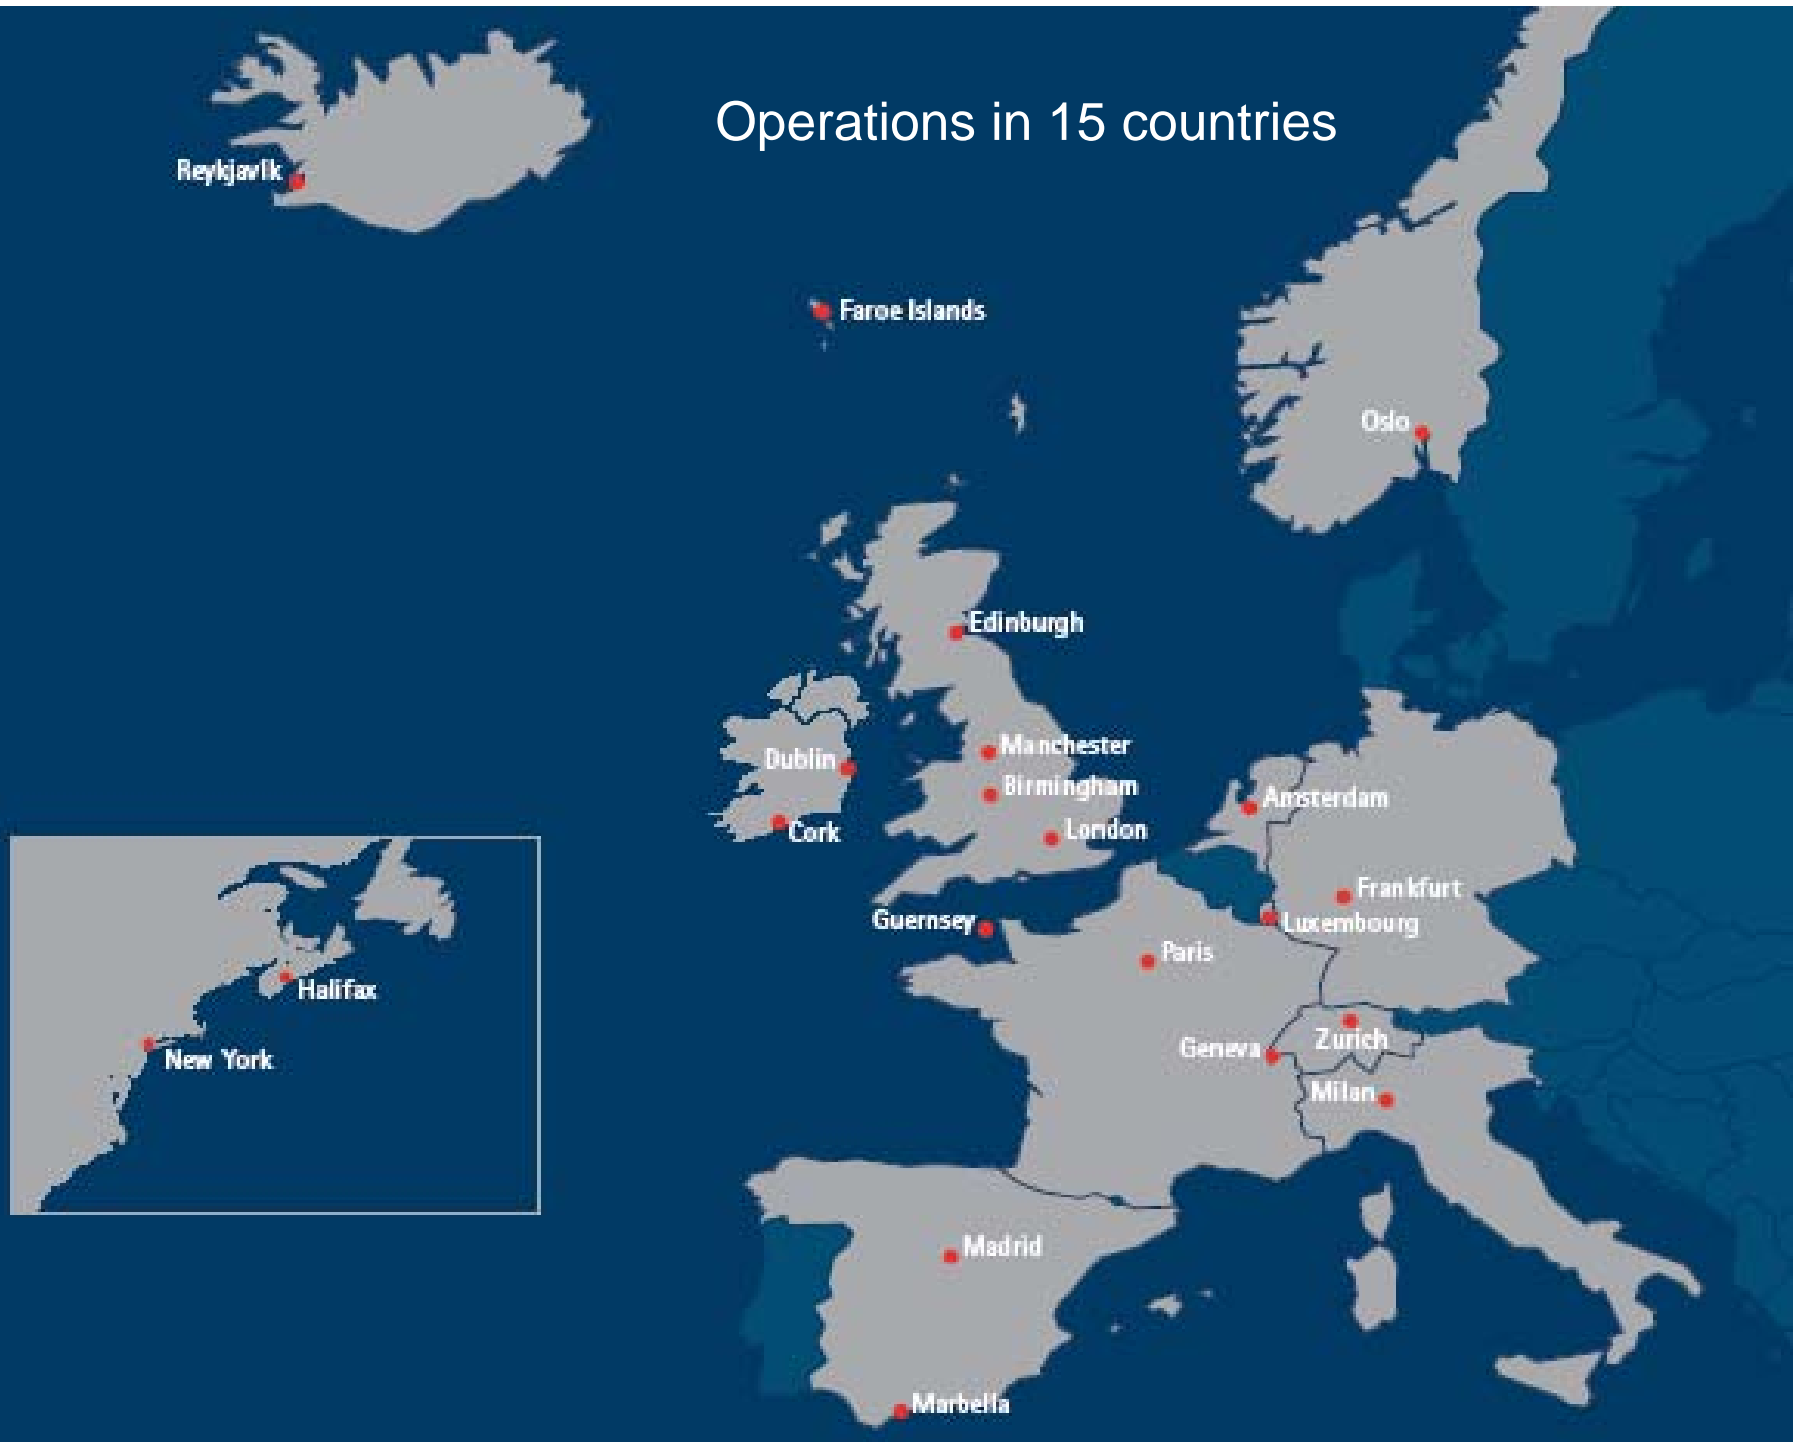 Operations in 15 countries
Reykjavik
Faroe Islands
Oslo
Edinburgh
Manchester
Dublin
Birmingham
Amsterdam
London
Cork
Frankfurt
Guernsey
Luxembourg
Paris
Halifax
Zurich
Geneva
New York
Milan
Madrid
Marbella